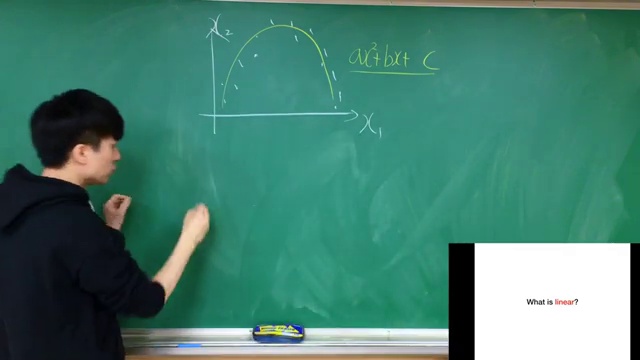 x₂
ax²+bx+ c
x₁
What is linear?